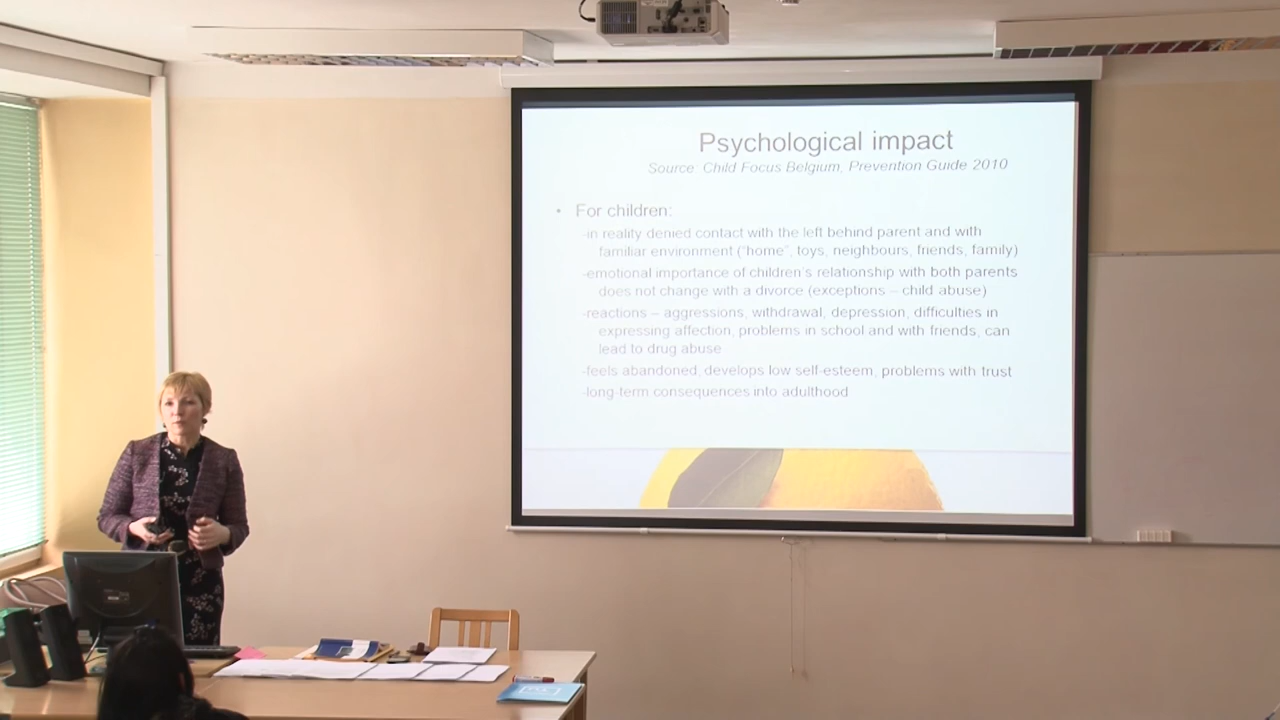 Psychological impact
Source: Child Focus Belgium, Prevention Guide 2010
• For children:
-in reality denied contact with the left behind parent and with
familiar environment (“home”, toys, neighbours, friends, family)
-emotional importance of children’s relationship with both parents
does not change with a divorce (exceptions – child abuse)
-reactions – aggressions, withdrawal, depression, difficulties in
expressing affection, problems in school and with friends, can
lead to drug abuse
-feels abandoned, develops low self-esteem, problems with trust
-long-term consequences into adulthood